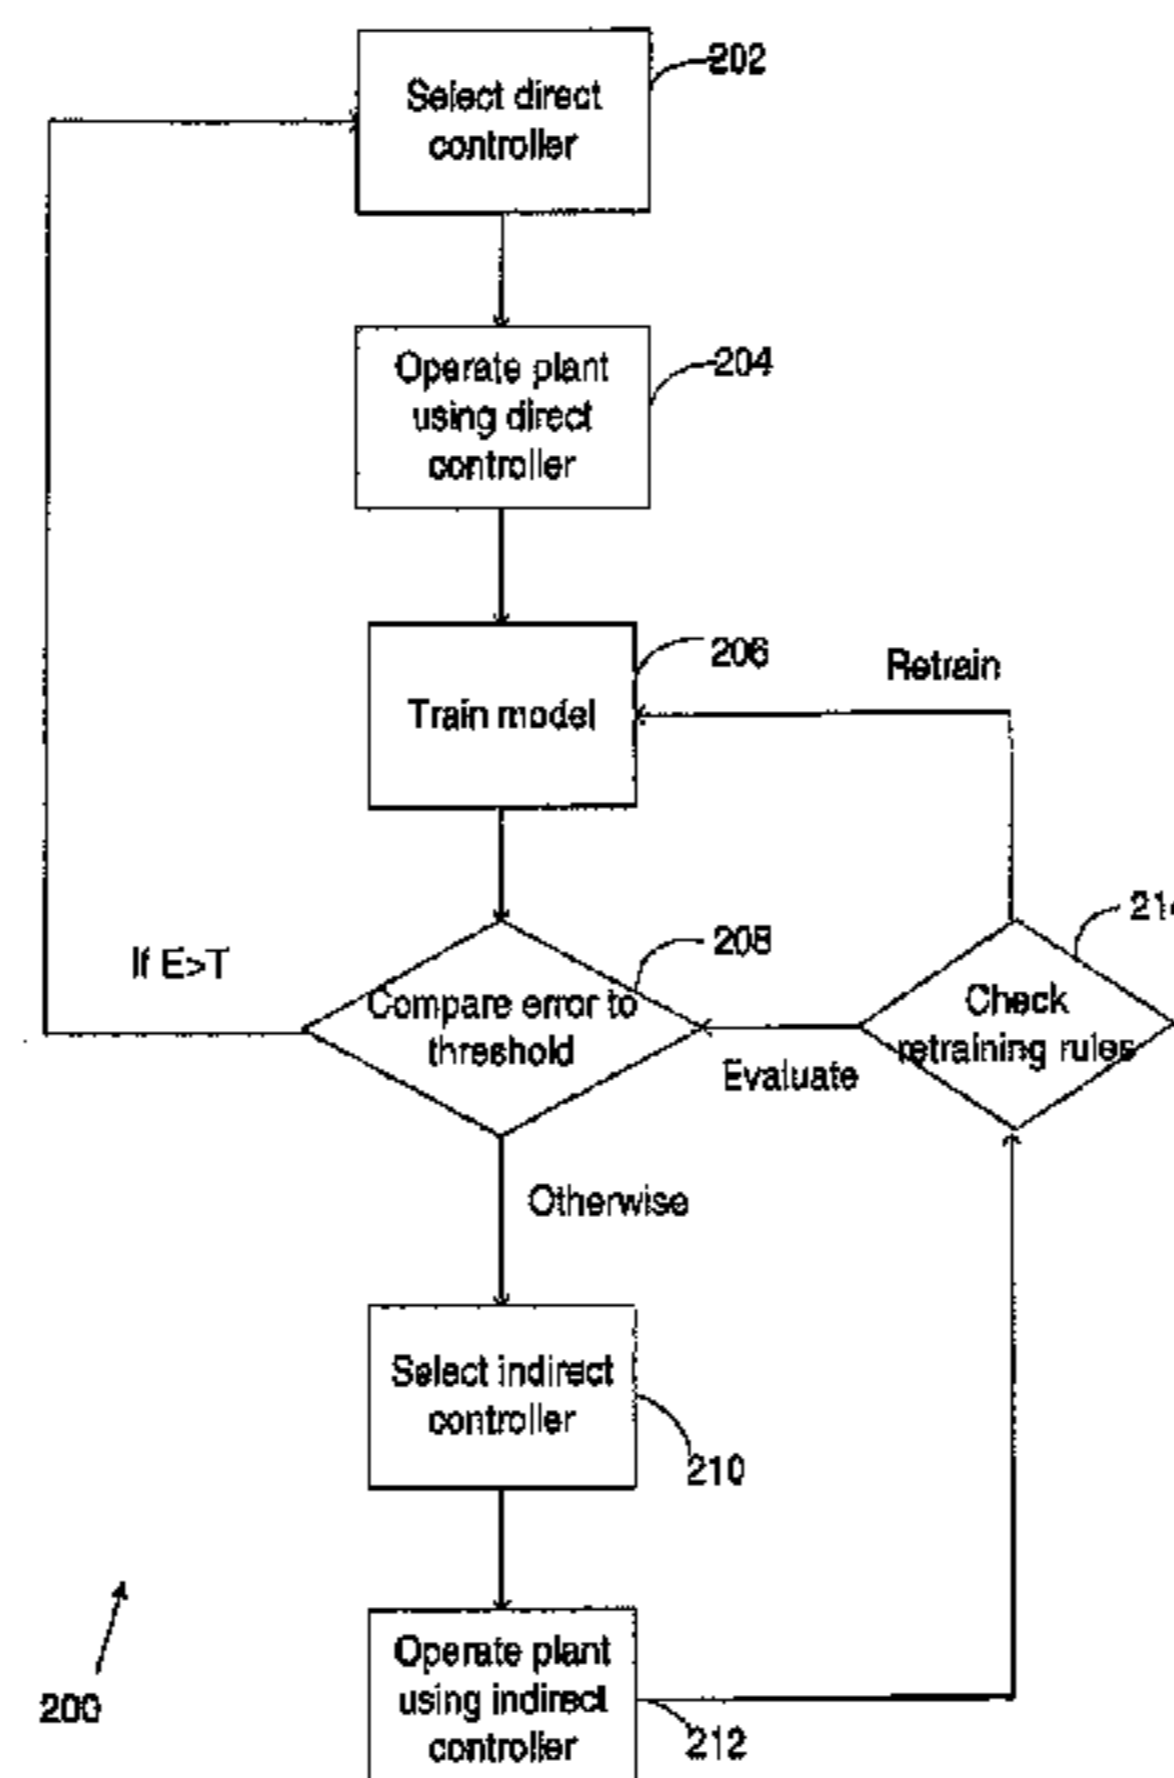 202
Select direct
controller
204
Operate plant
using direct
controller
206
Retrain
Train model
208
If E>T
Compare error to
threshold
Check
retraining rules
Evaluate
Otherwise
Select indirect
controller
210
Operate plant
using indirect
controller
212
200